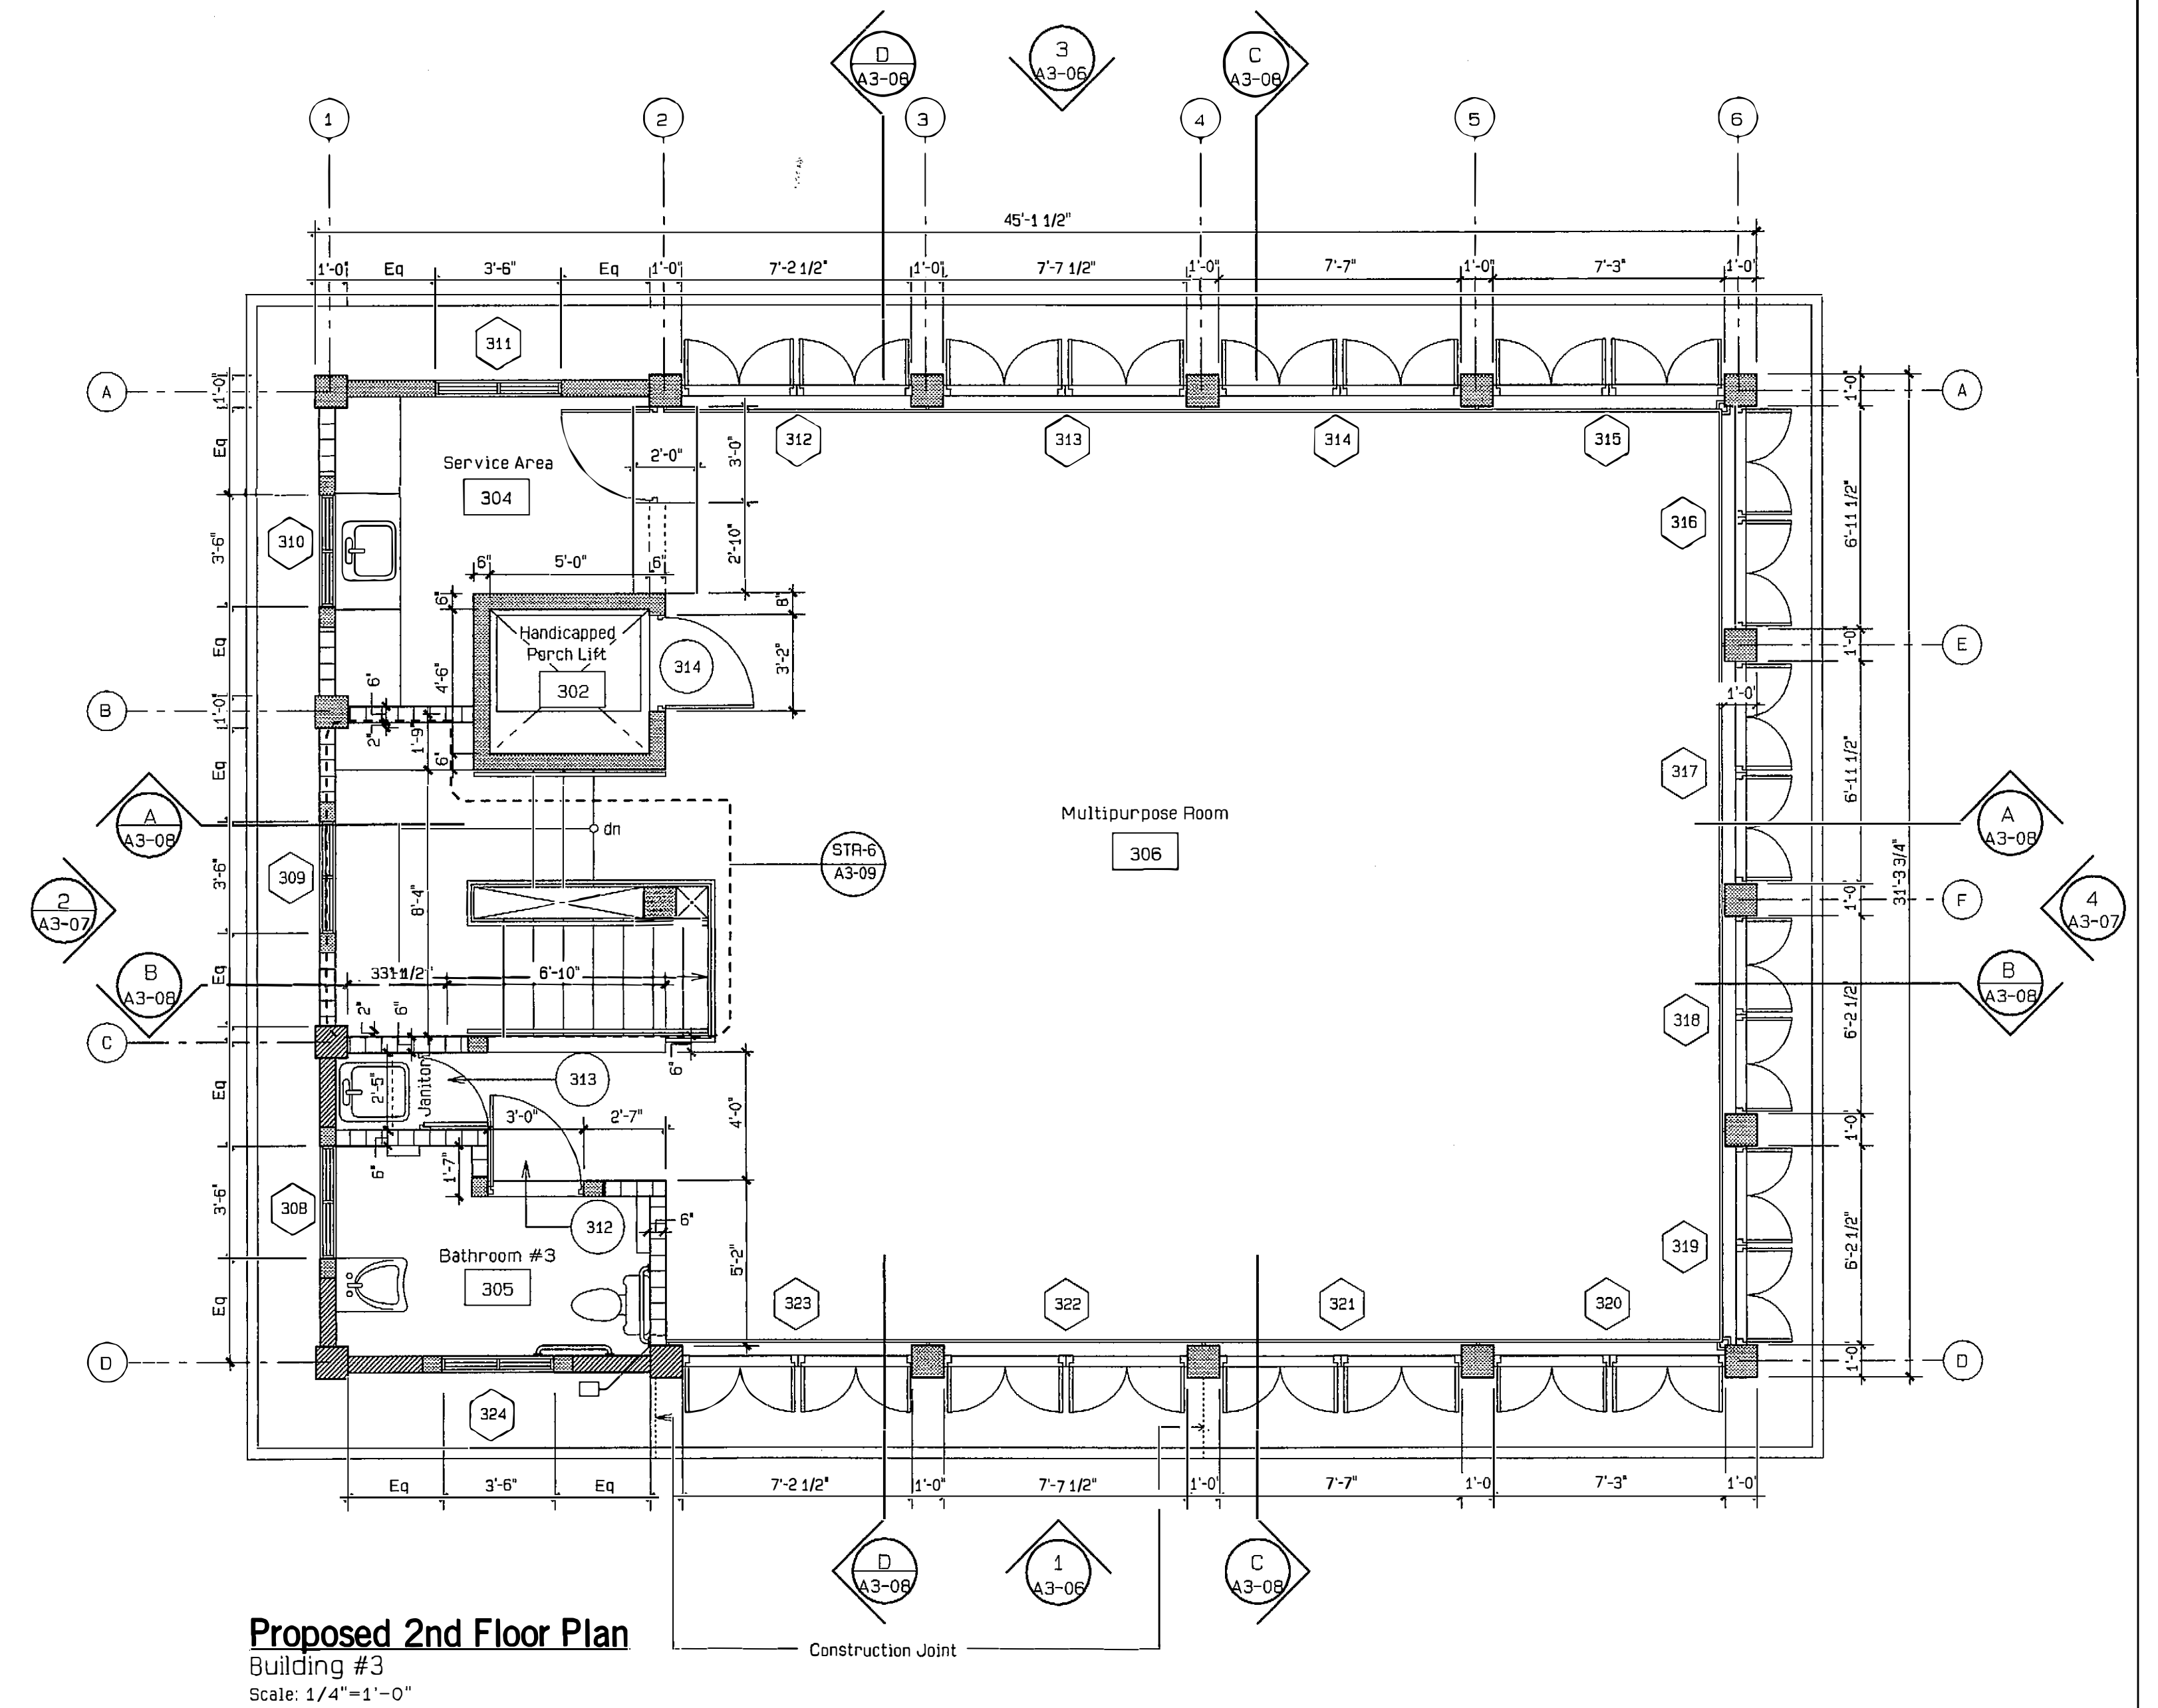 D
A3-08
3
A3-06
C
A3-08
1 2 3 4 5 6
45'-1 1/2"
1'-0" Eq 3'-6" Eq 1'-0" 7'-2 1/2" 1'-0" 7'-7 1/2" 1'-0" 7'-7" 1'-0" 7'-3" 1'-0"
311
A 1'-0" 1'-0" A
312 313 314 315
Eq
Service Area
304
2'-0"
3'-0"
316
6'-11 1/2"
310
3'-6"
2'-10"
6" 5'-0" 6"
6"
8"
Handicapped
Porch Lift
302
314
3'-2"
4'-6"
Eq
1'-0" E
1'-0"
B 1'-0"
6"
2"
1'-9"
6"
Eq
317
6'-11 1/2"
A
A3-08
dn
Multipurpose Room
306
A
A3-08
STR-6
A3-09
309
3'-6"
8'-4"
31'-3 3/4"
2
A3-07
1'-0" F
4
A3-07
B
A3-08
Eq
6'-10"
B
A3-08
318
6'-2 1/2"
2" 6"
C
6"
Eq
2'-5"
Janitor
313
3'-0" 2'-7"
4'-0"
1'-0"
6"
1'-7"
308
3'-6"
312
6"
Bathroom #3
305
5'-2"
319
6'-2 1/2"
Eq
323 322 321 320
D 1'-0" D
324
Eq 3'-6" Eq 7'-2 1/2" 1'-0" 7'-7 1/2" 1'-0" 7'-7" 1'-0 7'-3" 1'-0"
D
A3-08
1
A3-06
C
A3-08
Construction Joint
Proposed 2nd Floor Plan
Building #3
Scale: 1/4"=1'-0"